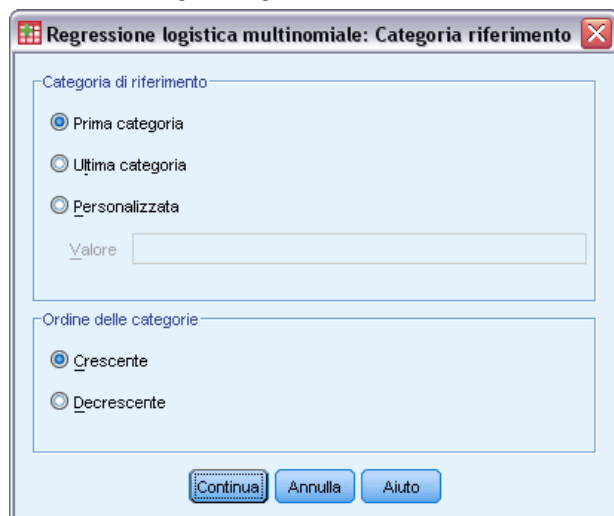 Regressione logistica multinomiale: Categoria riferimento
Categoria di riferimento
Prima categoria
Ultima categoria
Personalizzata
Valore
Ordine delle categorie
Crescente
Decrescente
Continua Annulla Aiuto